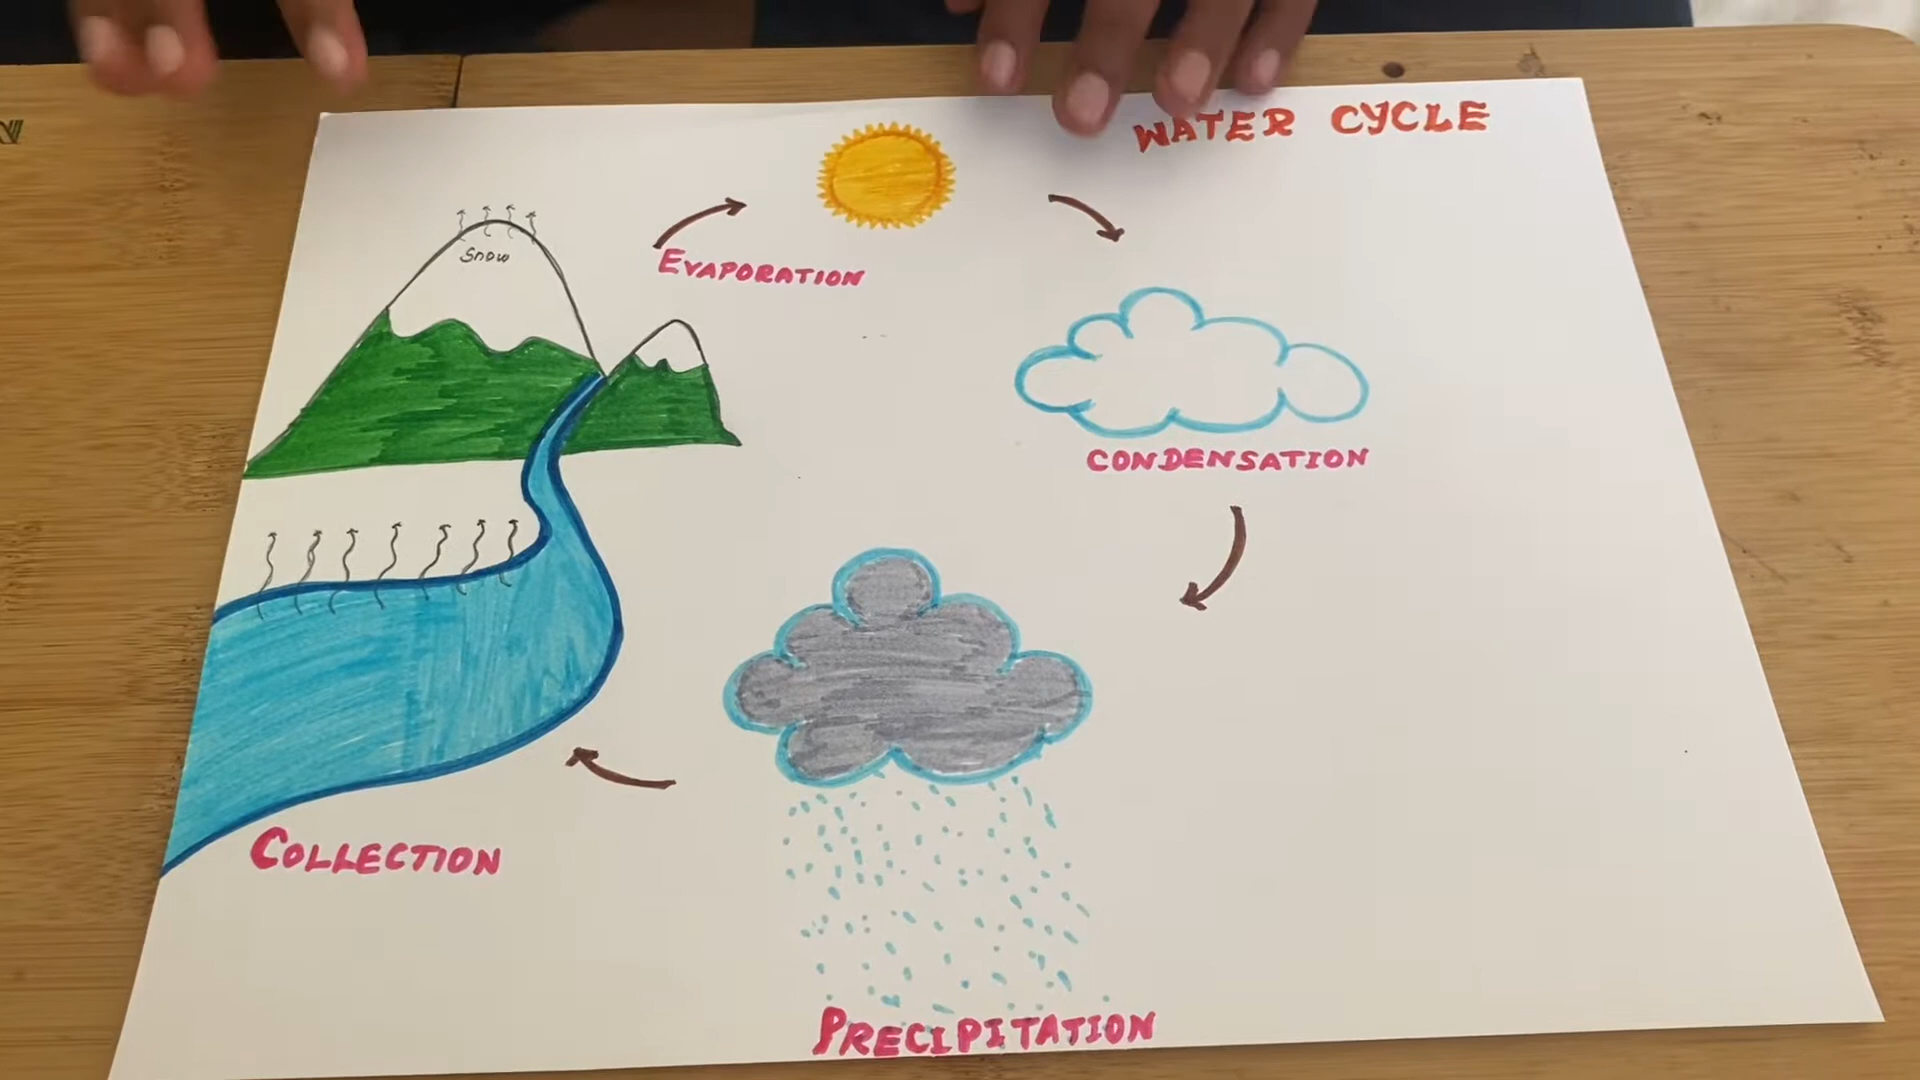 WATER CYCLE
Snow
EVAPORATION
CONDENSATION
COLLECTION
PRECIPITATION